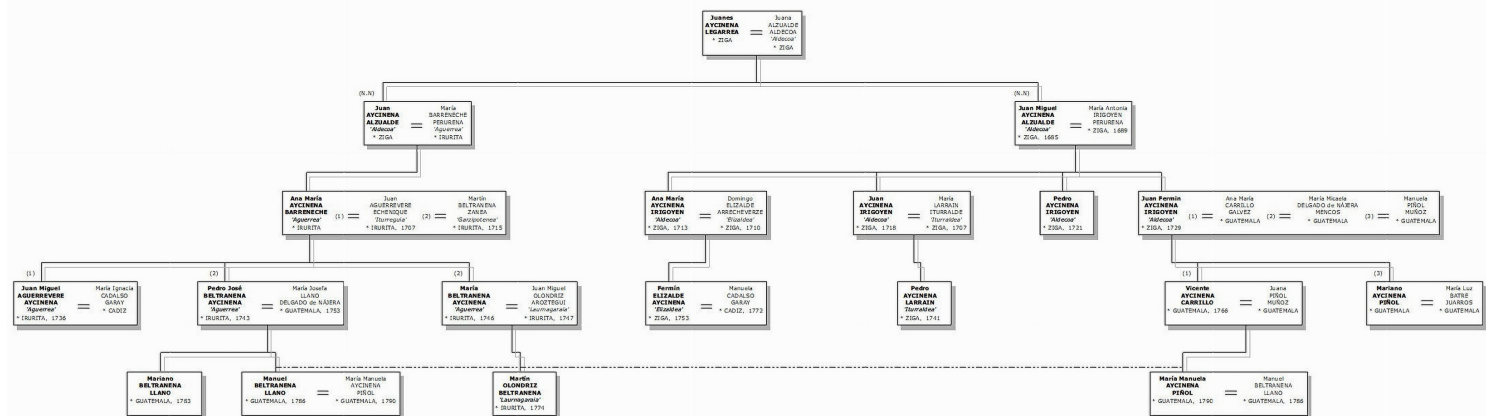 Juanes
AYCINENA
LEGARREA
* ZIGA
Juana
ALZUALDE
ALDECOA
'Aldecoa'
* ZIGA
(N.N)
Juan
AYCINENA
ALZUALDE
'Aldecoa'
* ZIGA
María
BARRENECHE
PERURENA
'Aguerrea'
* IRURITA
(N.N)
Juan Miguel
AYCINENA
ALZUALDE
'Aldecoa'
* ZIGA, 1685
María Antonia
IRIGOYEN
PERURENA
* ZIGA, 1689
Ana María
AYCINENA
BARRENECHE
'Aguerrea'
* IRURITA
(1)
Juan
AGUERREVERE
ECHENIQUE
'Iturreguia'
* IRURITA, 1707
(2)
Martín
BELTRANENA
ZANEA
'Ganzipotenea'
* IRURITA, 1715
Ana María
AYCINENA
IRIGOYEN
'Aldecoa'
* ZIGA, 1713
Domingo
ELIZALDE
ARRECHEVERZE
'Elizaldea'
* ZIGA, 1710
Juan
AYCINENA
IRIGOYEN
'Aldecoa'
* ZIGA, 1718
María
LARRAIN
ITURRALDE
'Iturraldea'
* ZIGA, 1707
Pedro
AYCINENA
IRIGOYEN
'Aldecoa'
* ZIGA, 1721
Juan Fermín
AYCINENA
IRIGOYEN
'Aldecoa'
* ZIGA, 1729
(1)
Ana María
CARRILLO
GALVEZ
* GUATEMALA
(2)
María Micaela
DELGADO de NÁJERA
MENCOS
* GUATEMALA
(3)
Manuela
PIÑOL
MUÑOZ
* GUATEMALA
(1)
Juan Miguel
AGUERREVERE
AYCINENA
'Aguerrea'
* IRURITA, 1736
María Ignacia
CADALSO
GARAY
* CADIZ
(2)
Pedro José
BELTRANENA
AYCINENA
'Aguerrea'
* IRURITA, 1743
María Josefa
LLANO
DELGADO de NÁJERA
* GUATEMALA, 1753
(2)
María
BELTRANENA
AYCINENA
'Aguerrea'
* IRURITA, 1746
Juan Miguel
OLONDRIZ
AROZTEGUI
'Laurnagaraia'
* IRURITA, 1747
Fermín
ELIZALDE
AYCINENA
'Elizaldea'
* ZIGA, 1753
Manuela
CADALSO
GARAY
* CADIZ, 1772
Pedro
AYCINENA
LARRAIN
'Iturraldea'
* ZIGA, 1741
(1)
Vicente
AYCINENA
CARRILLO
* GUATEMALA, 1766
Juana
PIÑOL
MUÑOZ
* GUATEMALA
(3)
Mariano
AYCINENA
PIÑOL
* GUATEMALA
María Luz
BATRÉ
JUARROS
* GUATEMALA
Mariano
BELTRANENA
LLANO
* GUATEMALA, 1783
Manuel
BELTRANENA
LLANO
* GUATEMALA, 1786
María Manuela
AYCINENA
PIÑOL
* GUATEMALA, 1790
Martín
OLONDRIZ
BELTRANENA
'Laurnagaraia'
* IRURITA, 1774
María Manuela
AYCINENA
PIÑOL
* GUATEMALA, 1790
Manuel
BELTRANENA
LLANO
* GUATEMALA, 1786